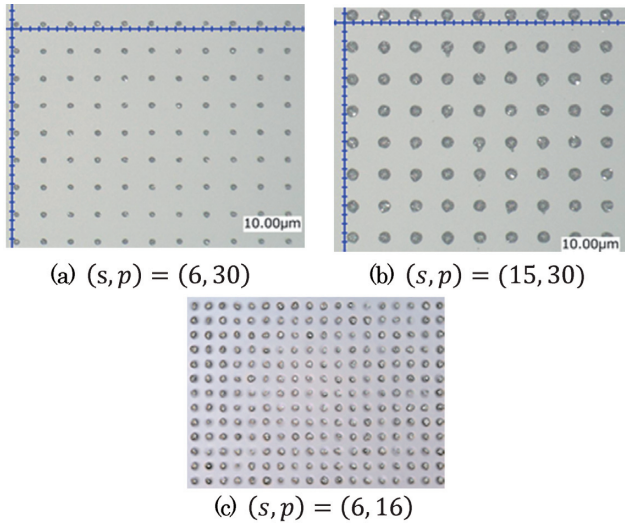 10.00μm
10.00μm
(a) (s, p) = (6, 30)
(b) (s, p) = (15, 30)
(c) (s, p) = (6, 16)